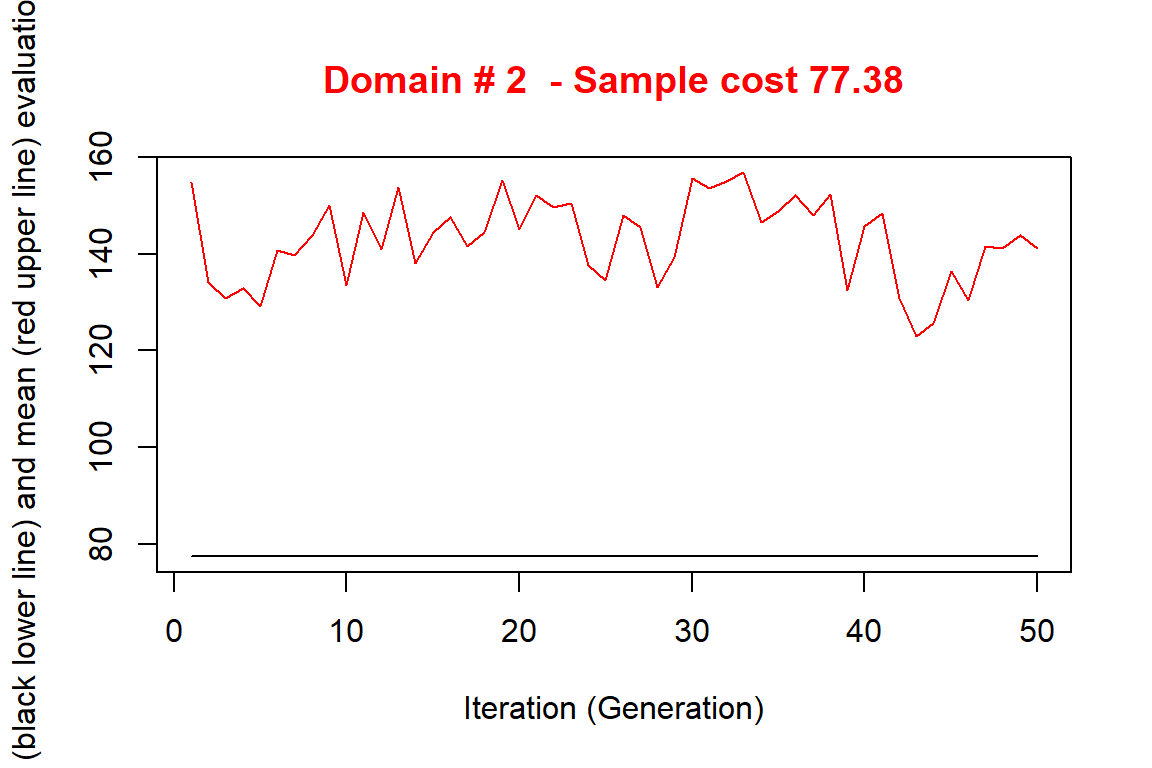 Domain # 2  - Sample cost 77.38
(black lower line) and mean (red upper line)
160
140
120
100
80
0 10 20 30 40 50
Iteration (Generation)